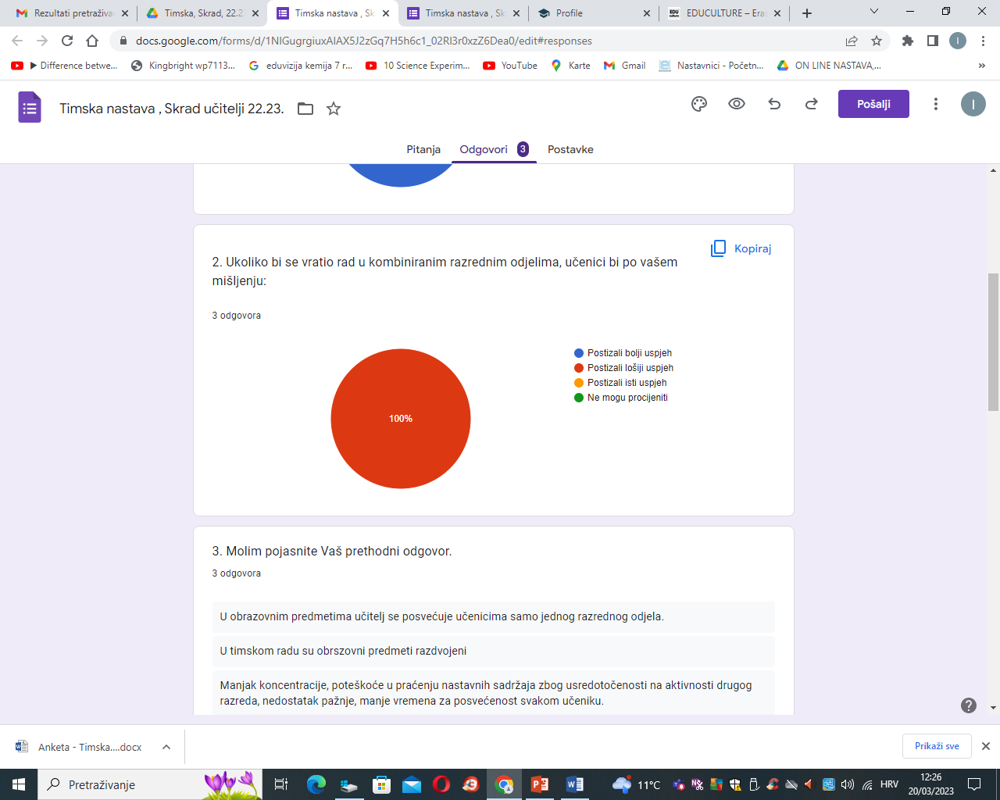 Rezultati pretraživa
Timska, Skrad, 22.2
Timska nastava , Sk
Timska nastava , Sk
Profile
EDU
EDUCULTURE – Era
docs.google.com/forms/d/1NIGugrgiuxAIAX5J2zGq7H5h6c1_02RI3r0xzZ6Dea0/edit#responses
I
Difference betwe...
Kingbright wp7113...
eduvizija kemija 7 r...
10 Science Experim...
YouTube
Karte
Gmail
Nastavnici - Početn...
ON LINE NASTAVA,...
»
Timska nastava , Skrad učitelji 22.23.
Pošalji
I
Pitanja
Odgovori 3
Postavke
Kopiraj
2. Ukoliko bi se vratio rad u kombiniranim razrednim odjelima, učenici bi po vašem
mišljenju:
3 odgovora
Postizali bolji uspjeh
Postizali lošiji uspjeh
Postizali isti uspjeh
Ne mogu procijeniti
100%
3. Molim pojasnite Vaš prethodni odgovor.
3 odgovora
U obrazovnim predmetima učitelj se posvećuje učenicima samo jednog razrednog odjela.
U timskom radu su obrszovni predmeti razdvojeni
Manjak koncentracije, poteškoće u praćenju nastavnih sadržaja zbog usredotočenosti na aktivnosti drugog
razreda, nedostatak pažnje, manje vremena za posvećenost svakom učeniku.
Anketa - Timska....docx
Prikaži sve
Pretraživanje
11°C
HRV
12:26
20/03/2023